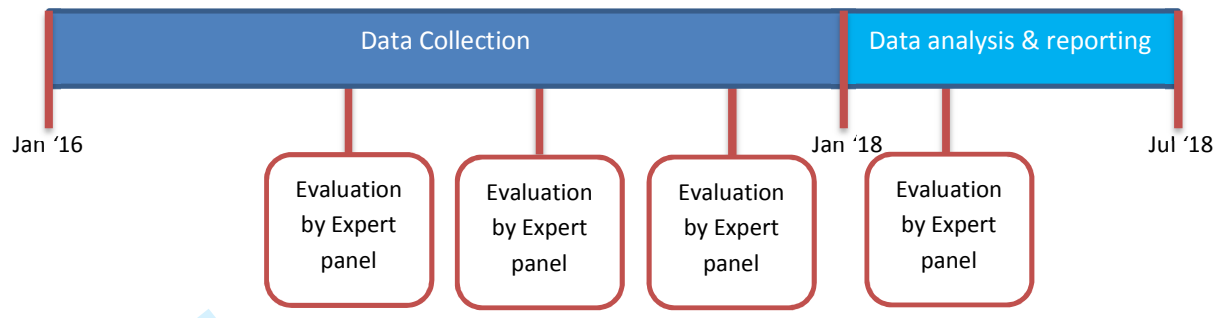 Data Collection
Data analysis & reporting
Jan ‘16
Jan ‘18
Jul ‘18
Evaluation
by Expert
panel
Evaluation
by Expert
panel
Evaluation
by Expert
panel
Evaluation
by Expert
panel